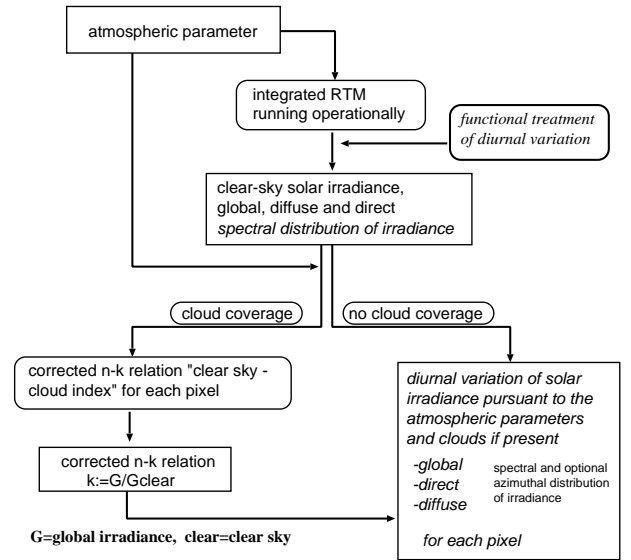 atmospheric parameter
integrated RTM
running operationally
functional treatment
of diurnal variation
clear-sky solar irradiance,
global, diffuse and direct
spectral distribution of irradiance
cloud coverage
no cloud coverage
corrected n-k relation "clear sky -
cloud index" for each pixel
corrected n-k relation
k:=G/Gclear
G=global irradiance, clear=clear sky
diurnal variation of solar
irradiance pursuant to the
atmospheric parameters
and clouds if present
-global
-direct
-diffuse
spectral and optional
azimuthal distribution
of irradiance
for each pixel